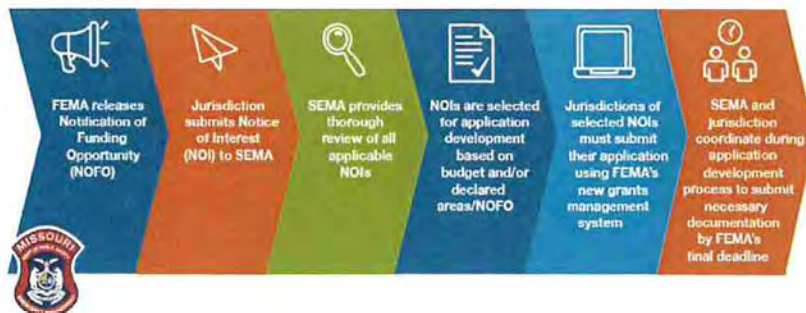 FEMA releases
Notification of
Funding
Opportunity
(NOFO)
Jurisdiction
submits Notice
of Interest
(NOI) to SEMA
SEMA provides
thorough
review of all
applicable
NOIs
NOIs are selected
for application
development
based on
budget and/or
declared
areas/NOFO
Jurisdictions of
selected NOIs
must submit
their application
using FEMA's
new grants
management
system
SEMA and
jurisdiction
coordinate during
application
development
process to submit
necessary
documentation
by FEMA's
final deadline
MISSOURI